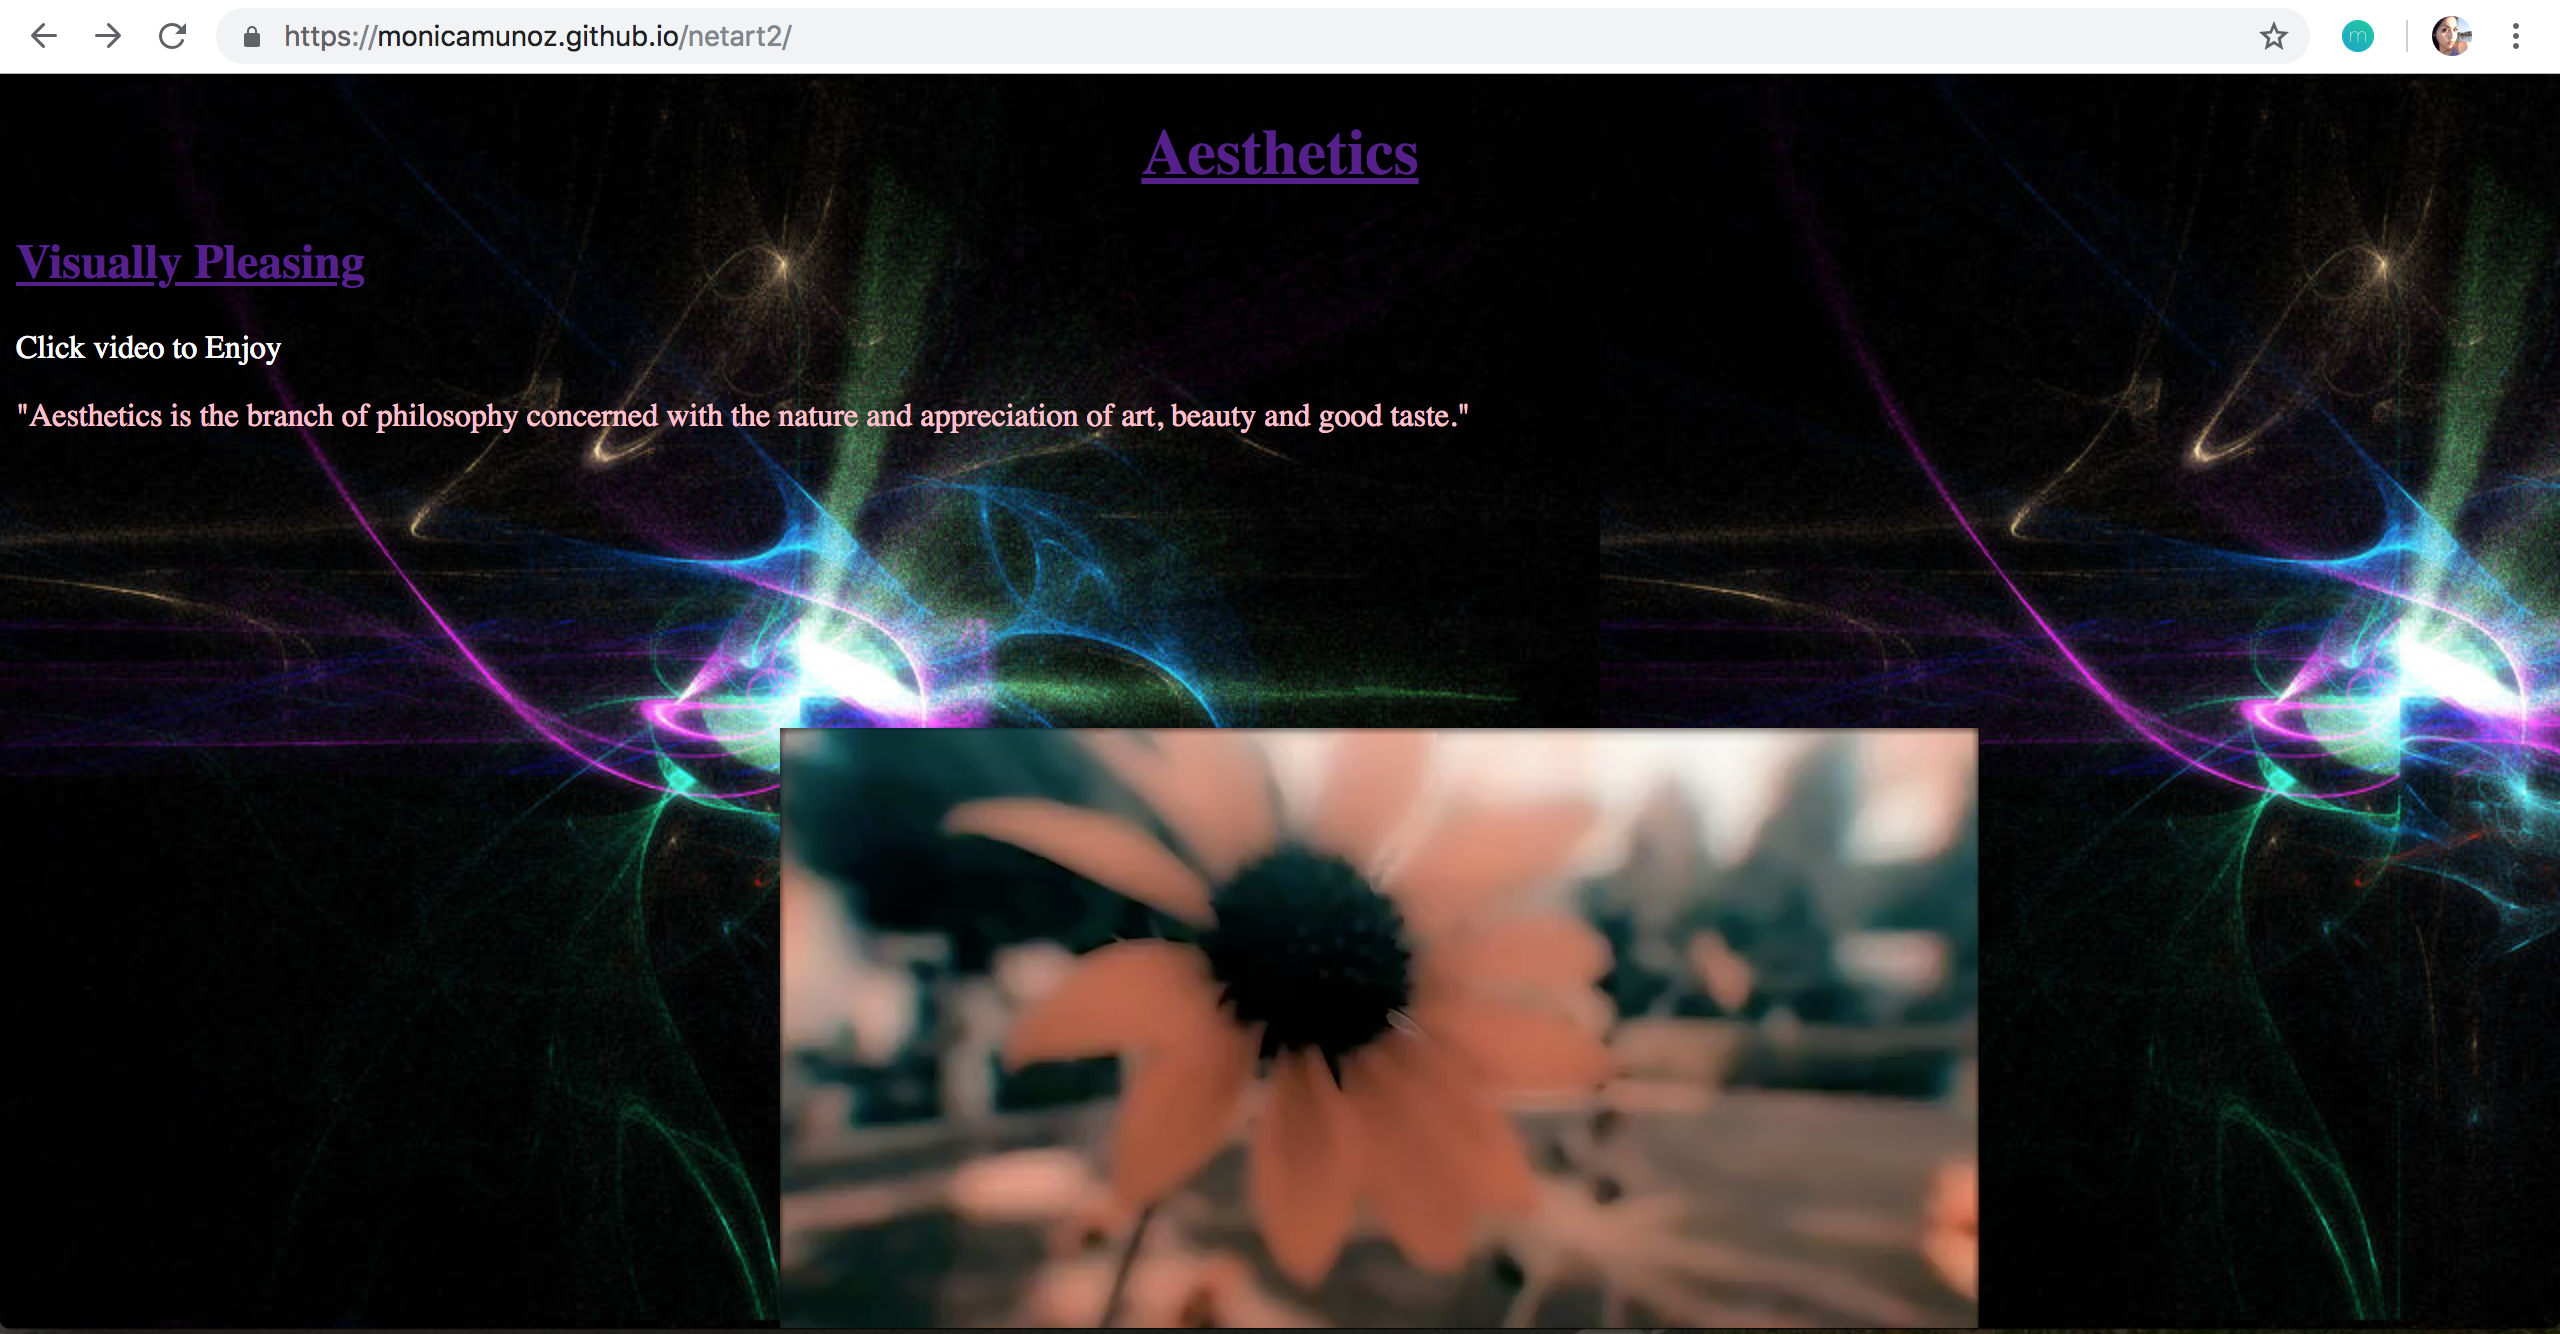 https://monicamunoz.github.io/netart2/
m
Aesthetics
Visually Pleasing
Click video to Enjoy
"Aesthetics is the branch of philosophy concerned with the nature and appreciation of art, beauty and good taste."